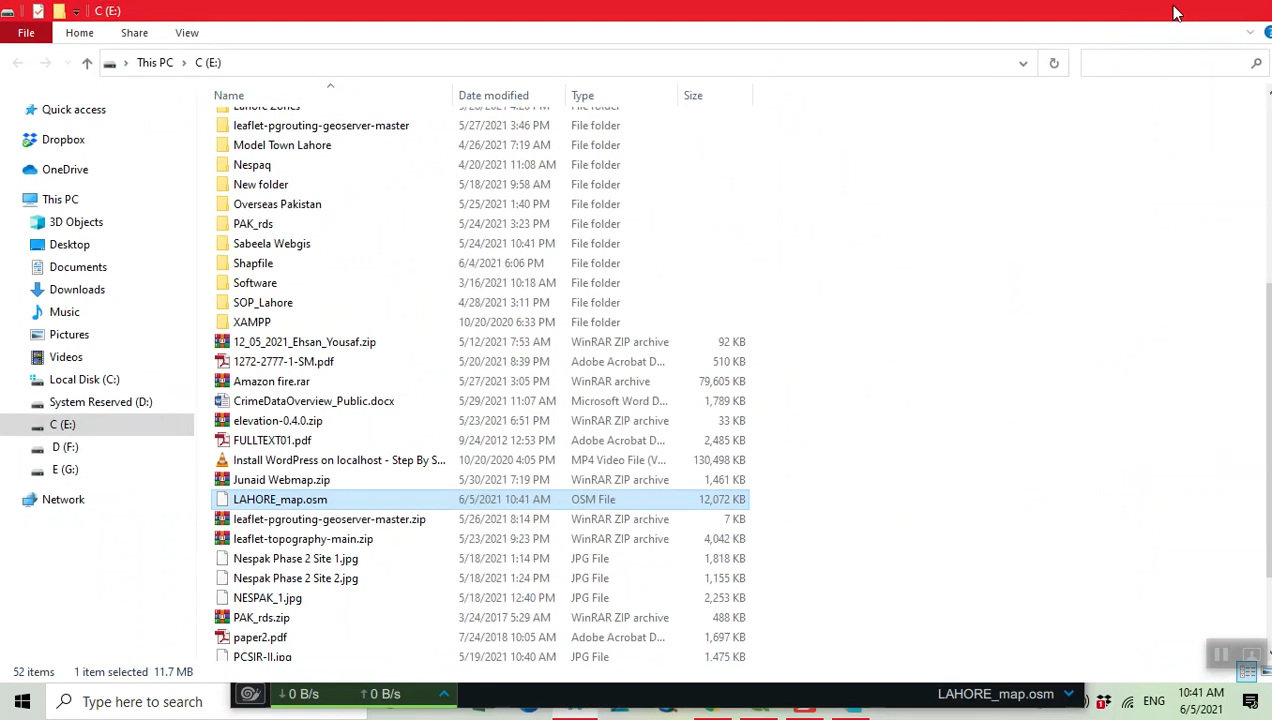 C (E:)
File Home Share View
This PC C (E:)
Name Date modified Type Size
Quick access
Dropbox
OneDrive
This PC
3D Objects
Desktop
Documents
Downloads
Music
Pictures
Videos
Local Disk (C:)
System Reserved (D:)
C (E:)
D (F:)
E (G:)
Network
Lahore Zones 5/28/2021 4:28 PM File folder
leaflet-pgrouting-geoserver-master 5/27/2021 3:46 PM File folder
Model Town Lahore 4/26/2021 7:19 AM File folder
Nespaq 4/20/2021 11:08 AM File folder
New folder 5/18/2021 9:58 AM File folder
Overseas Pakistan 5/25/2021 1:40 PM File folder
PAK_rds 5/24/2021 3:23 PM File folder
Sabeela Webgis 5/24/2021 10:41 PM File folder
Shapfile 6/4/2021 6:06 PM File folder
Software 3/16/2021 10:18 AM File folder
SOP_Lahore 4/28/2021 3:11 PM File folder
XAMPP 10/20/2020 6:33 PM File folder
12_05_2021_Ehsan_Yousaf.zip 5/12/2021 7:53 AM WinRAR ZIP archive 92 KB
1272-2777-1-SM.pdf 5/20/2021 8:39 PM Adobe Acrobat D... 510 KB
Amazon fire.rar 5/27/2021 3:05 PM WinRAR archive 79,605 KB
CrimeDataOverview_Public.docx 5/29/2021 11:07 AM Microsoft Word D... 1,789 KB
elevation-0.4.0.zip 5/23/2021 6:51 PM WinRAR ZIP archive 33 KB
FULLTEXT01.pdf 9/24/2012 12:53 PM Adobe Acrobat D... 2,485 KB
Install WordPress on localhost - Step By S... 10/20/2020 4:05 PM MP4 Video File (V... 130,498 KB
Junaid Webmap.zip 5/30/2021 7:19 PM WinRAR ZIP archive 1,461 KB
LAHORE_map.osm 6/5/2021 10:41 AM OSM File 12,072 KB
leaflet-pgrouting-geoserver-master.zip 5/26/2021 8:14 PM WinRAR ZIP archive 7 KB
leaflet-topography-main.zip 5/23/2021 9:23 PM WinRAR ZIP archive 4,042 KB
Nespak Phase 2 Site 1.jpg 5/18/2021 1:14 PM JPG File 1,818 KB
Nespak Phase 2 Site 2.jpg 5/18/2021 1:24 PM JPG File 1,155 KB
NESPAK_1.jpg 5/18/2021 12:40 PM JPG File 2,253 KB
PAK_rds.zip 3/24/2017 5:29 AM WinRAR ZIP archive 488 KB
paper2.pdf 7/24/2018 10:05 AM Adobe Acrobat D... 1,697 KB
PCSIR-II.jpg 5/19/2021 10:40 AM JPG File 1,475 KB
52 items 1 item selected 11.7 MB
Type here to search
↓0 B/s ↑0 B/s
LAHORE_map.osm
1
ENG
10:41 AM
6/5/2021